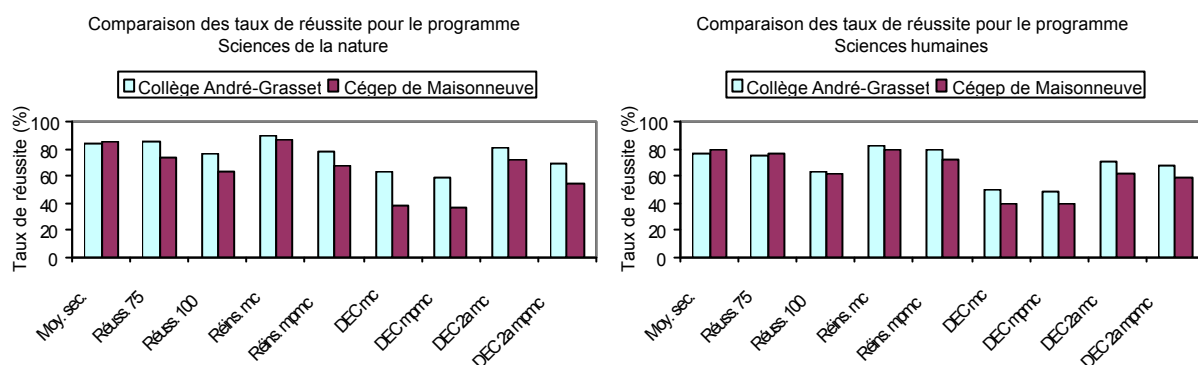 Comparaison des taux de réussite pour le programme
Sciences de la nature
Collège André-Grasset Cégep de Maisonneuve
Taux de réussite (%)
100
80
60
40
20
0
Moy. sec.
Réuss. 75
Réuss. 100
Réins. mc
Réins. mpmc
DEC mc
DEC mpmc
DEC 2a mc
DEC 2a mpmc
Comparaison des taux de réussite pour le programme
Sciences humaines
Collège André-Grasset Cégep de Maisonneuve
Taux de réussite (%)
100
80
60
40
20
0
Moy. sec.
Réuss. 75
Réuss. 100
Réins. mc
Réins. mpmc
DEC mc
DEC mpmc
DEC 2a mc
DEC 2a mpmc